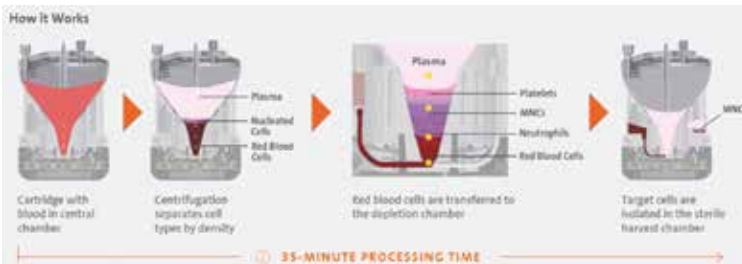 How it Works
Plasma
Nucleated
Cells
Red Blood
Cells
Plasma
Platelets
MNCs
Neutrophils
Red Blood Cells
MNC
Cartridge with
blood in central
chamber
Centrifugation
separates cell
types by density
Red blood cells are transferred to
the depletion chamber
Target cells are
isolated in the sterile
harvest chamber
35-MINUTE PROCESSING TIME